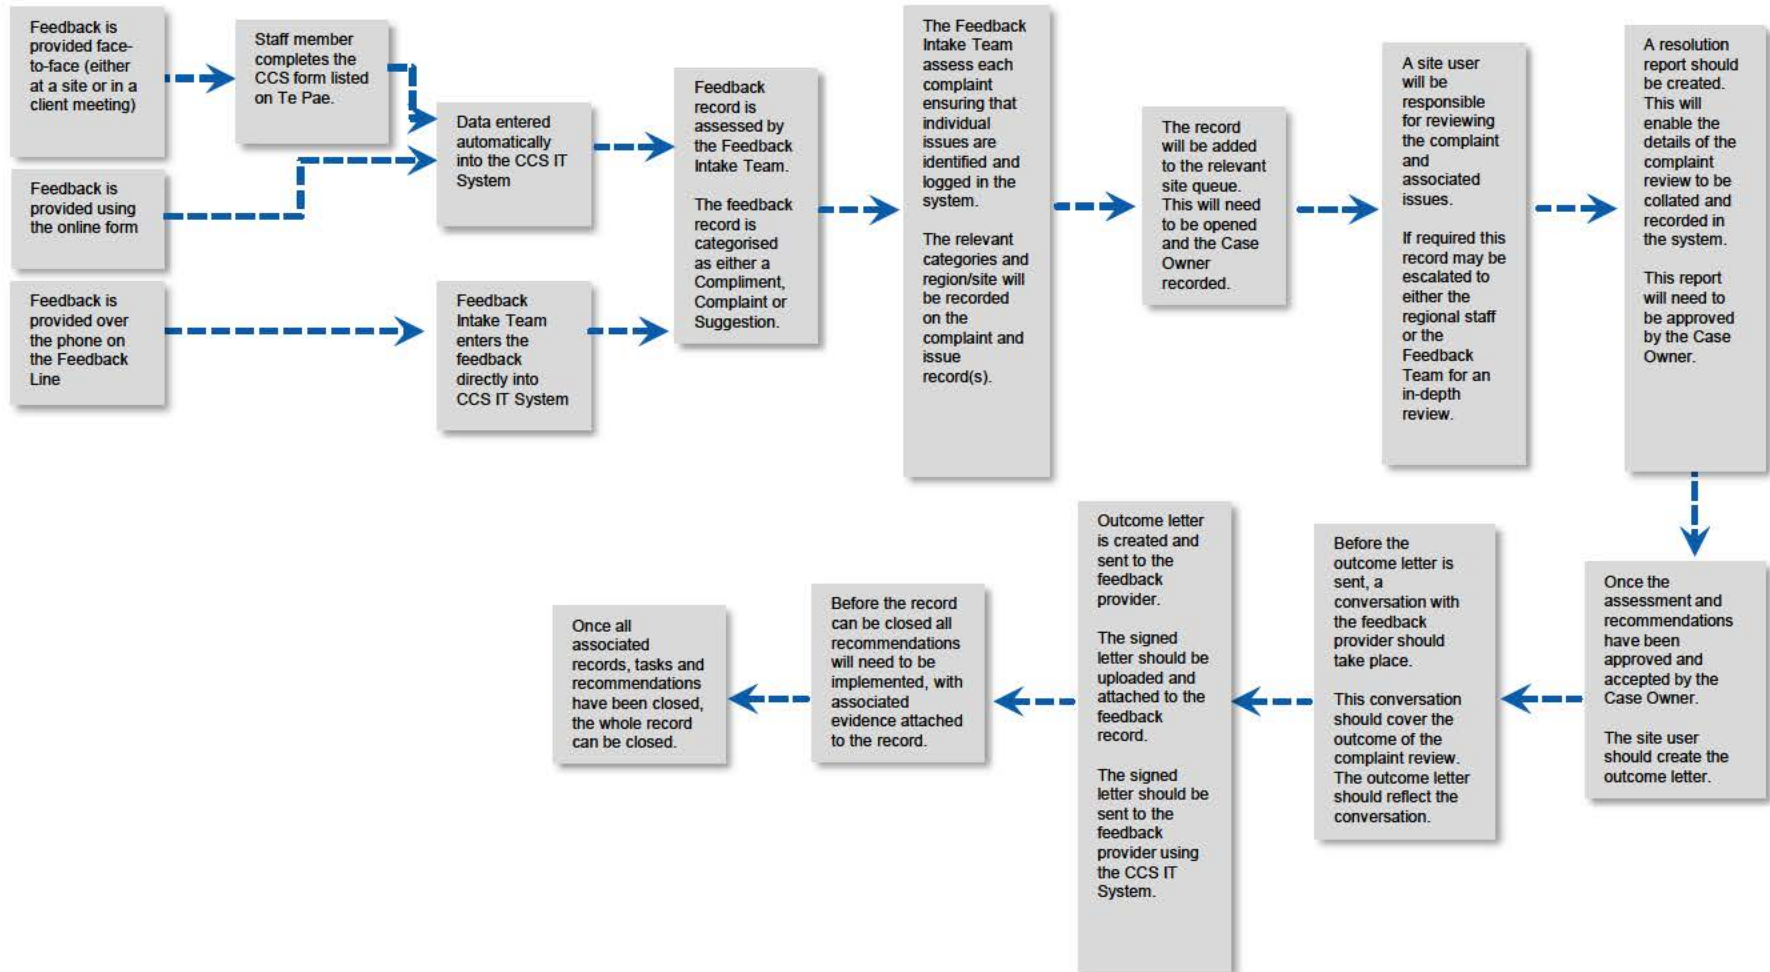 Feedback is
provided face-
to-face (either
at a site or in a
client meeting)
Staff member
completes the
CCS form listed
on Te Pae.
Feedback is
provided using
the online form
Data entered
automatically
into the CCS IT
System
Feedback is
provided over
the phone on
the Feedback
Line
Feedback
Intake Team
enters the
feedback
directly into
CCS IT System
Feedback
record is
assessed by
the Feedback
Intake Team.
The feedback
record is
categorised
as either a
Compliment,
Complaint or
Suggestion.
The Feedback
Intake Team
assess each
complaint
ensuring that
individual
issues are
identified and
logged in the
system.
The relevant
categories and
region/site will
be recorded
on the
complaint and
issue
record(s).
The record
will be added
to the relevant
site queue.
This will need
to be opened
and the Case
Owner
recorded.
A site user
will be
responsible
for reviewing
the complaint
and
associated
issues.
If required this
record may be
escalated to
either the
regional staff
or the
Feedback
Team for an
in-depth
review.
A resolution
report should
be created.
This will
enable the
details of the
complaint
review to be
collated and
recorded in
the system.
This report
will need to
be approved
by the Case
Owner.
Once the
assessment and
recommendations
have been
approved and
accepted by the
Case Owner.
The site user
should create the
outcome letter.
Before the
outcome letter is
sent, a
conversation with
the feedback
provider should
take place.
This conversation
should cover the
outcome of the
complaint review.
The outcome letter
should reflect the
conversation.
Outcome letter
is created and
sent to the
feedback
provider.
The signed
letter should be
uploaded and
attached to the
feedback
record.
The signed
letter should be
sent to the
feedback
provider using
the CCS IT
System.
Before the record
can be closed all
recommendations
will need to be
implemented, with
associated
evidence attached
to the record.
Once all
associated
records, tasks and
recommendations
have been closed,
the whole record
can be closed.